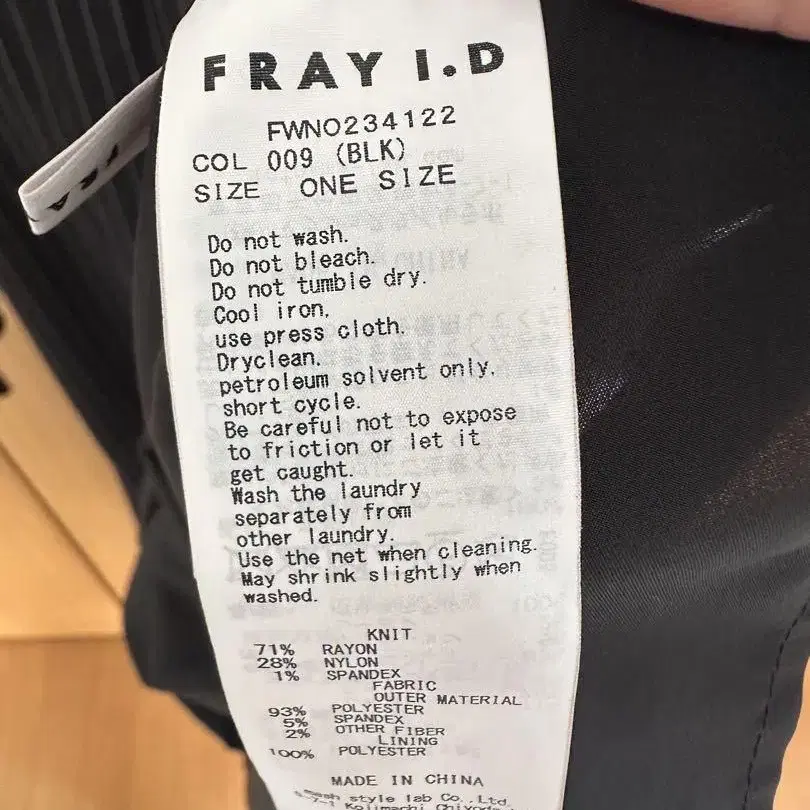 FRAY I.D
FWNO234122
COL 009 (BLK)
SIZE ONE SIZE
Do not wash.
Do not bleach.
Do not tumble dry.
Cool iron,
use press cloth.
Dryclean,
petroleum solvent only,
short cycle.
Be careful not to expose
to friction or let it
get caught.
Wash the laundry
separately from
other laundry.
Use the net when cleaning.
May shrink slightly when
washed.
KNIT
71% RAYON
28% NYLON
1% SPANDEX
FABRIC
OUTER MATERIAL
93% POLYESTER
5% SPANDEX
2% OTHER FIBER
LINING
100% POLYESTER
MADE IN CHINA
style lab Co., Ltd.
Kojimachi
FRA